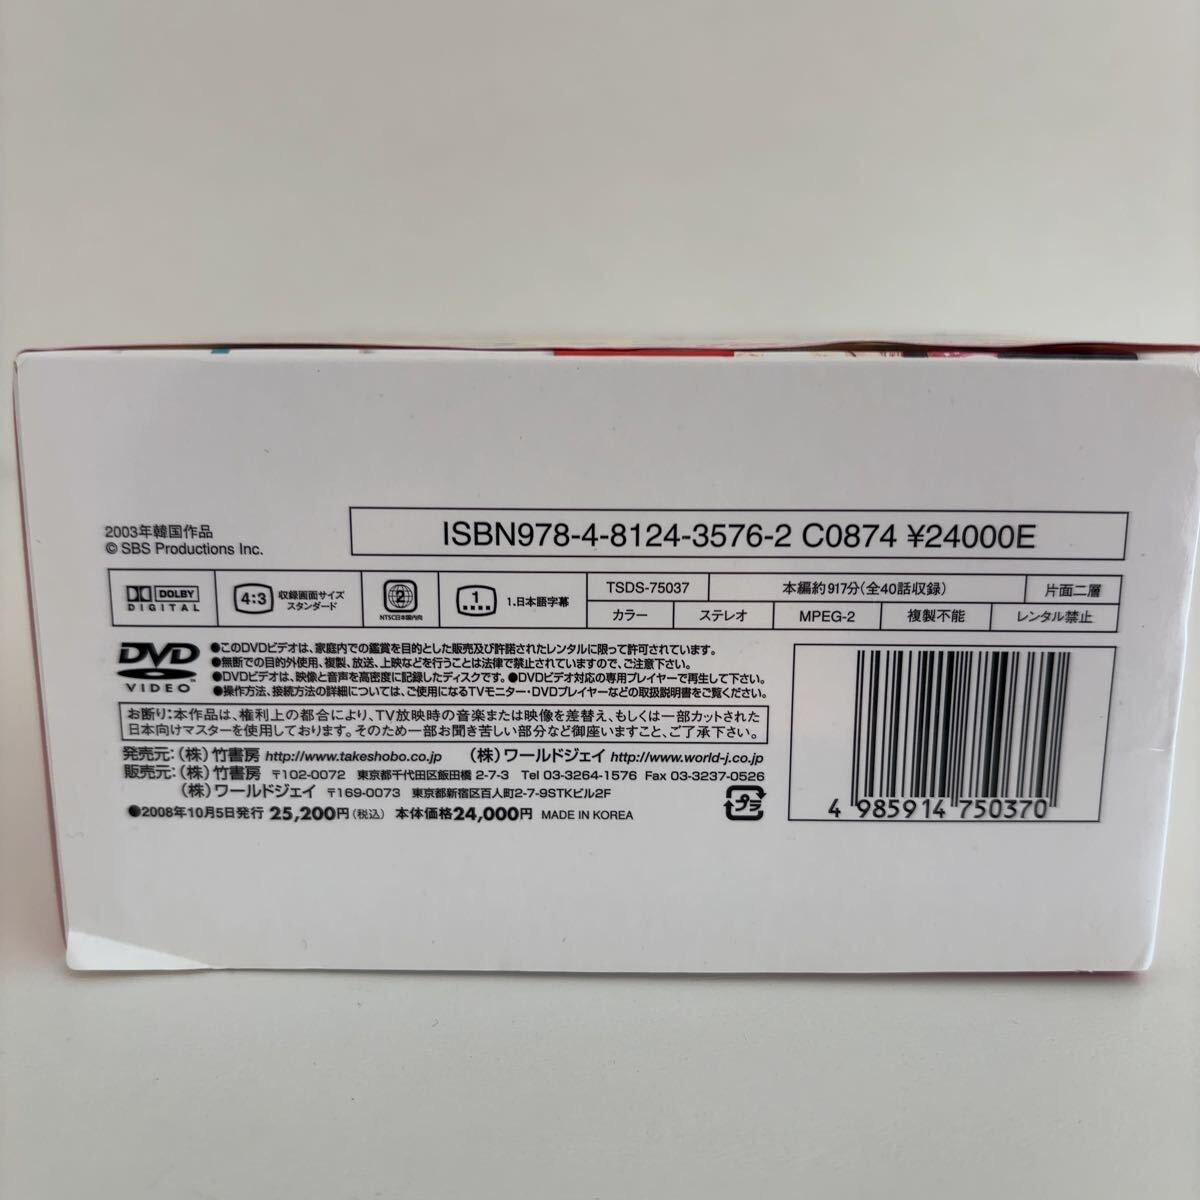 2003年韓国作品
© SBS Productions Inc.
ISBN978-4-8124-3576-2 C0874 ¥24000E
DOLBY
DIGITAL
4:3
収録画面サイズ
スタンダード
2
NTSC日本国内向
1
1.日本語字幕
TSDS-75037
本編約917分(全40話収録)
片面二層
カラー
ステレオ
MPEG-2
複製不能
レンタル禁止
DVD
VIDEO
TM
●このDVDビデオは、家庭内での鑑賞を目的とした販売及び許諾されたレンタルに限って許可されています。
●無断での目的外使用、複製、放送、上映などを行うことは法律で禁止されていますので、ご注意下さい。
●DVDビデオは、映像と音声を高密度に記録したディスクです。●DVDビデオ対応の専用プレイヤーで再生して下さい。
●操作方法、接続方法の詳細については、ご使用になるTVモニター・DVDプレイヤーなどの取扱説明書をご覧ください。
お断り:本作品は、権利上の都合により、TV放映時の音楽または映像を差替え、もしくは一部カットされた
日本向けマスターを使用しております。そのため一部お聞き苦しい部分など御座いますこと、ご了承下さい。
発売元:(株)竹書房 http://www.takeshobo.co.jp (株)ワールドジェイ http://www.world-j.co.jp
販売元:(株)竹書房 〒102-0072 東京都千代田区飯田橋 2-7-3 Tel 03-3264-1576 Fax 03-3237-0526
(株)ワールドジェイ 〒169-0073 東京都新宿区百人町2-7-9STKビル2F
●2008年10月5日発行 25,200円(税込) 本体価格24,000円 MADE IN KOREA
プラ
4 985914 750370